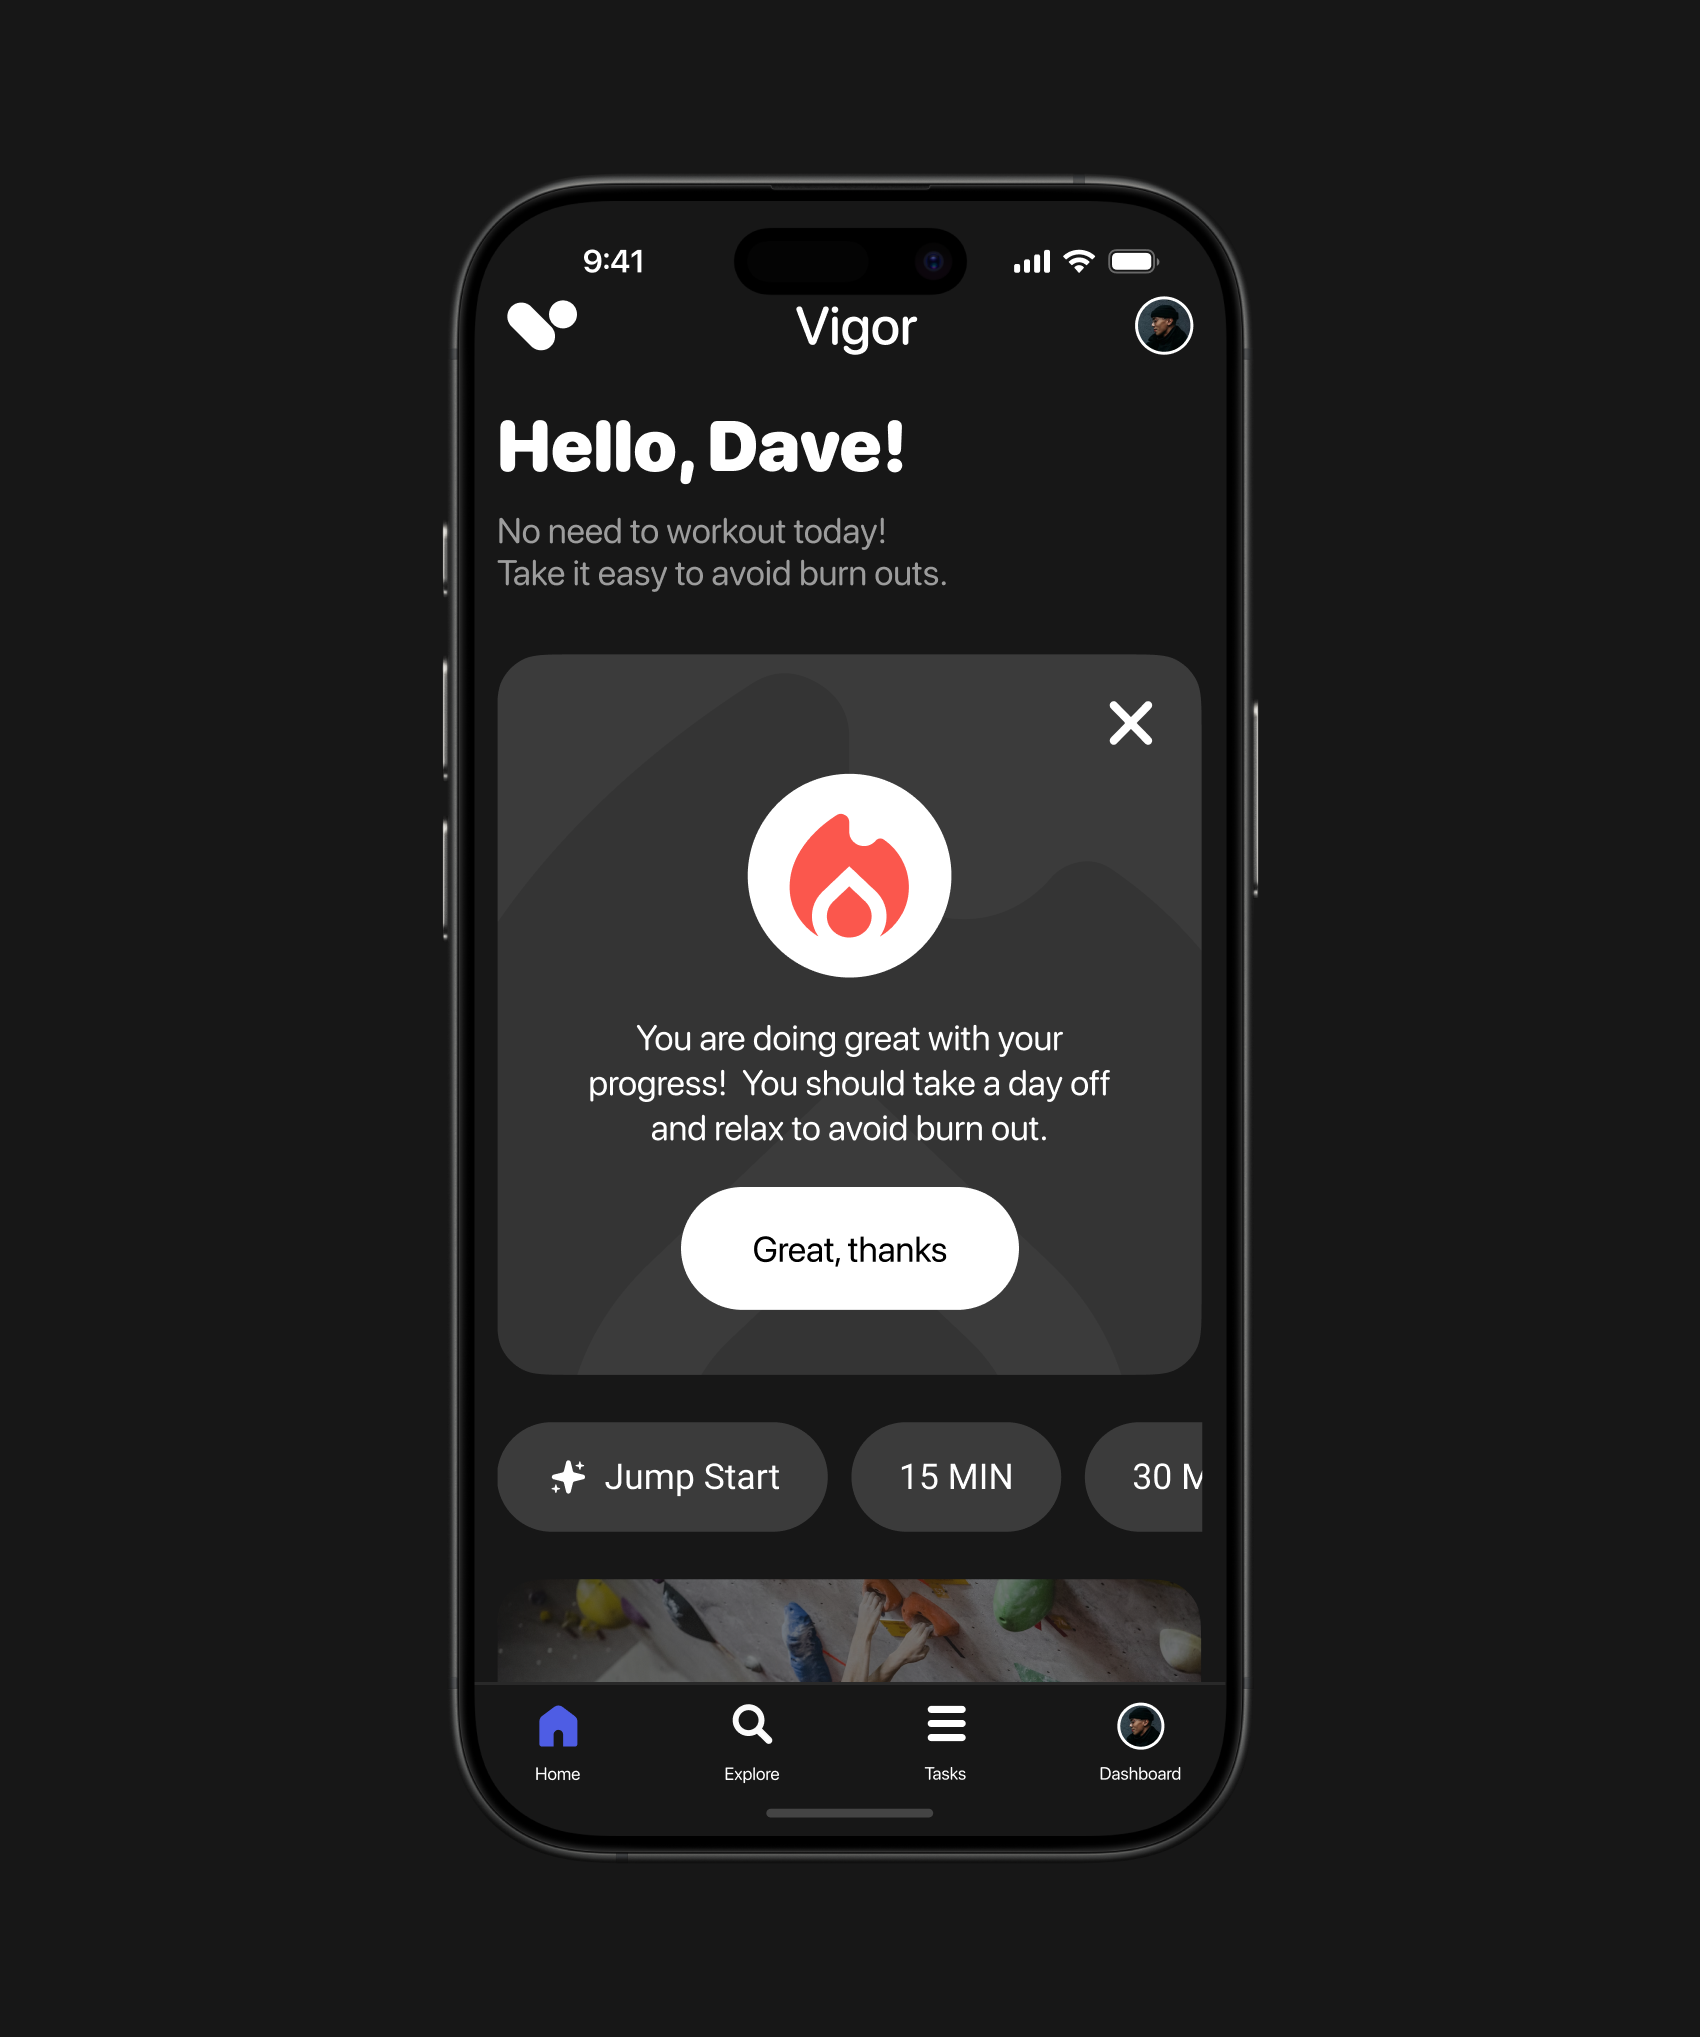 9:41
Vigor
Hello, Dave!
No need to workout today!
Take it easy to avoid burn outs.
You are doing great with your
progress!  You should take a day off
and relax to avoid burn out.
Great, thanks
Jump Start
15 MIN
30 M
Home
Explore
Tasks
Dashboard